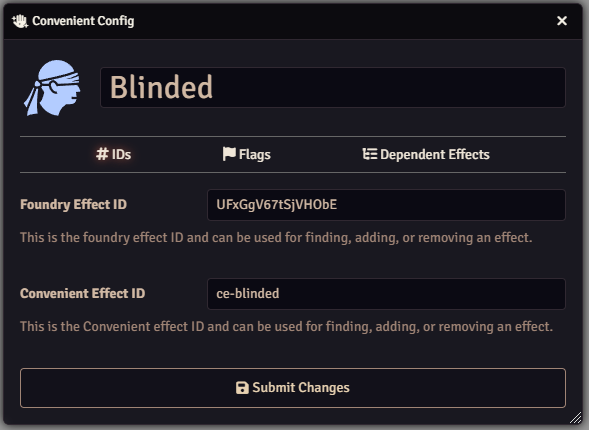 Convenient Config
Blinded
IDs
Flags
Dependent Effects
Foundry Effect ID
UFxGgV67tSjVHObE
This is the foundry effect ID and can be used for finding, adding, or removing an effect.
Convenient Effect ID
ce-blinded
This is the Convenient effect ID and can be used for finding, adding, or removing an effect.
Submit Changes